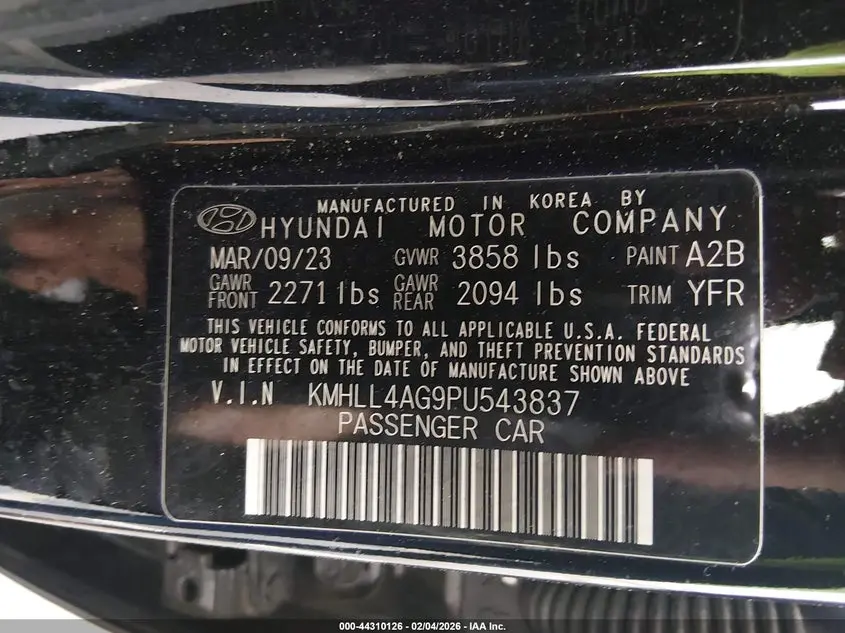 MANUFACTURED IN KOREA BY
HYUNDAI MOTOR COMPANY
MAR/09/23 GVWR 3858 lbs PAINT A2B
GAWR FRONT 2271 lbs GAWR REAR 2094 lbs TRIM YFR
THIS VEHICLE CONFORMS TO ALL APPLICABLE U.S.A. FEDERAL
MOTOR VEHICLE SAFETY, BUMPER, AND THEFT PREVENTION STANDARDS
IN EFFECT ON THE DATE OF MANUFACTURE SHOWN ABOVE
V.I.N KMHLL4AG9PU543837
PASSENGER CAR
000-44310126 - 02/04/2026 - IAA Inc.